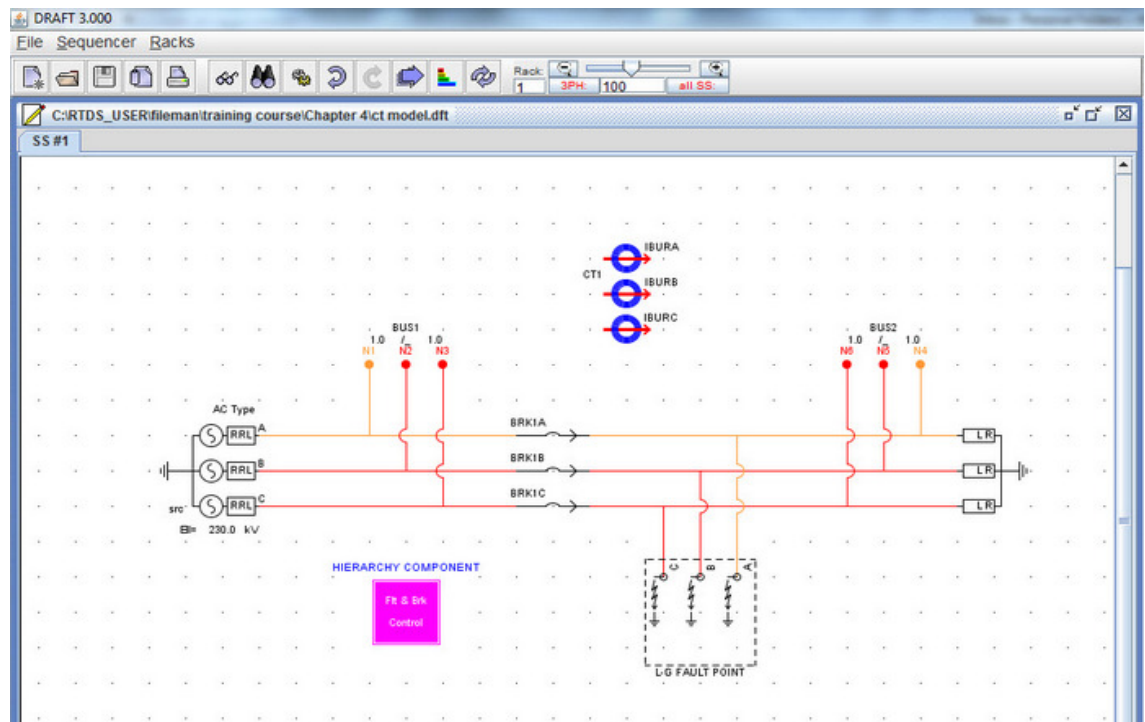 DRAFT 3.000
File Sequencer Racks
Rack:
1
3PH: 100 all SS:
C:\RTDS_USER\fileman\training course\Chapter 4\ct model.dft
SS #1
IBURA
CT1
IBURB
IBURC
BUS1
1.0 /_ 1.0
N1 N2 N3
BUS2
1.0 /_ 1.0
N6 N5 N4
AC Type
RRL A
BRK1A
L R
RRL B
BRK1B
L R
RRL C
BRK1C
L R
src
El= 230.0 kV
HIERARCHY COMPONENT
Flt & Brk
Control
C B A
L-G FAULT POINT